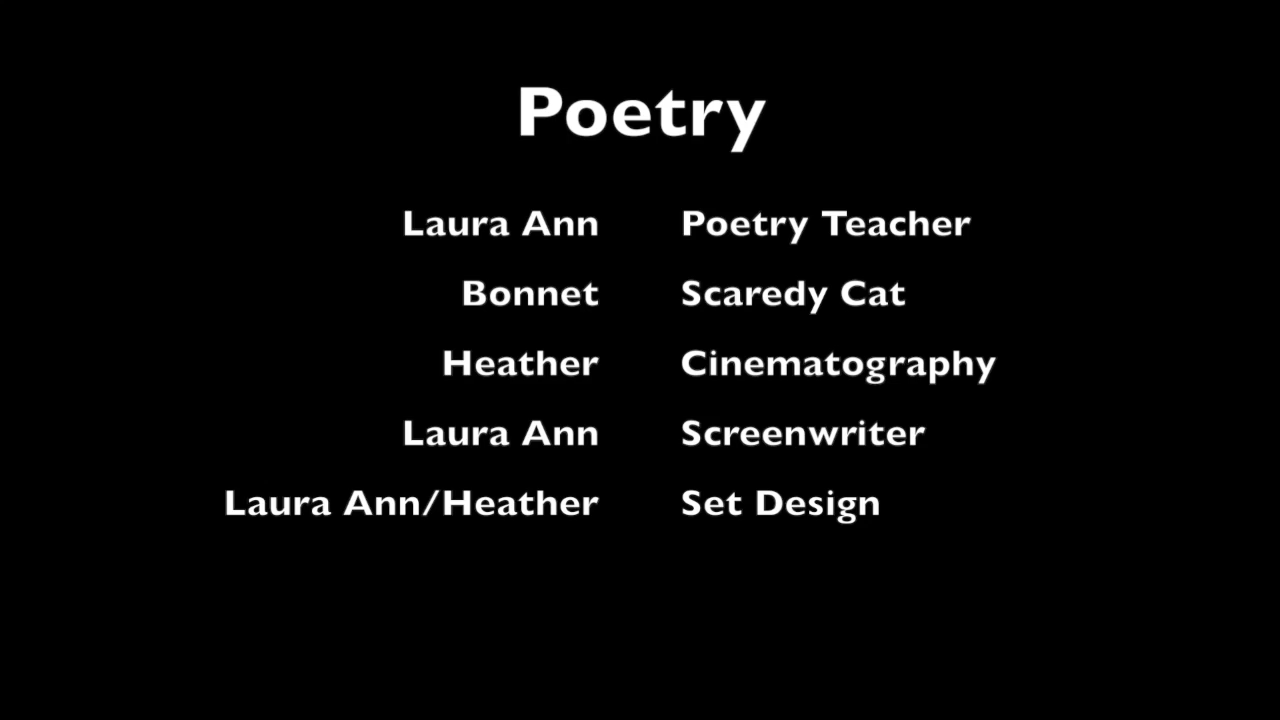 Poetry
Laura Ann Poetry Teacher
Bonnet Scaredy Cat
Heather Cinematography
Laura Ann Screenwriter
Laura Ann/Heather Set Design